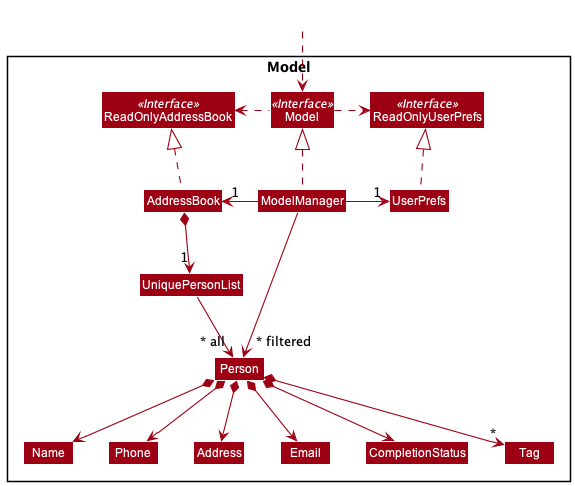 Model
«Interface»
ReadOnlyAddressBook
«Interface»
Model
«Interface»
ReadOnlyUserPrefs
AddressBook
1
ModelManager
1
UserPrefs
1
UniquePersonList
* all
* filtered
Person
*
Name
Phone
Address
Email
CompletionStatus
Tag